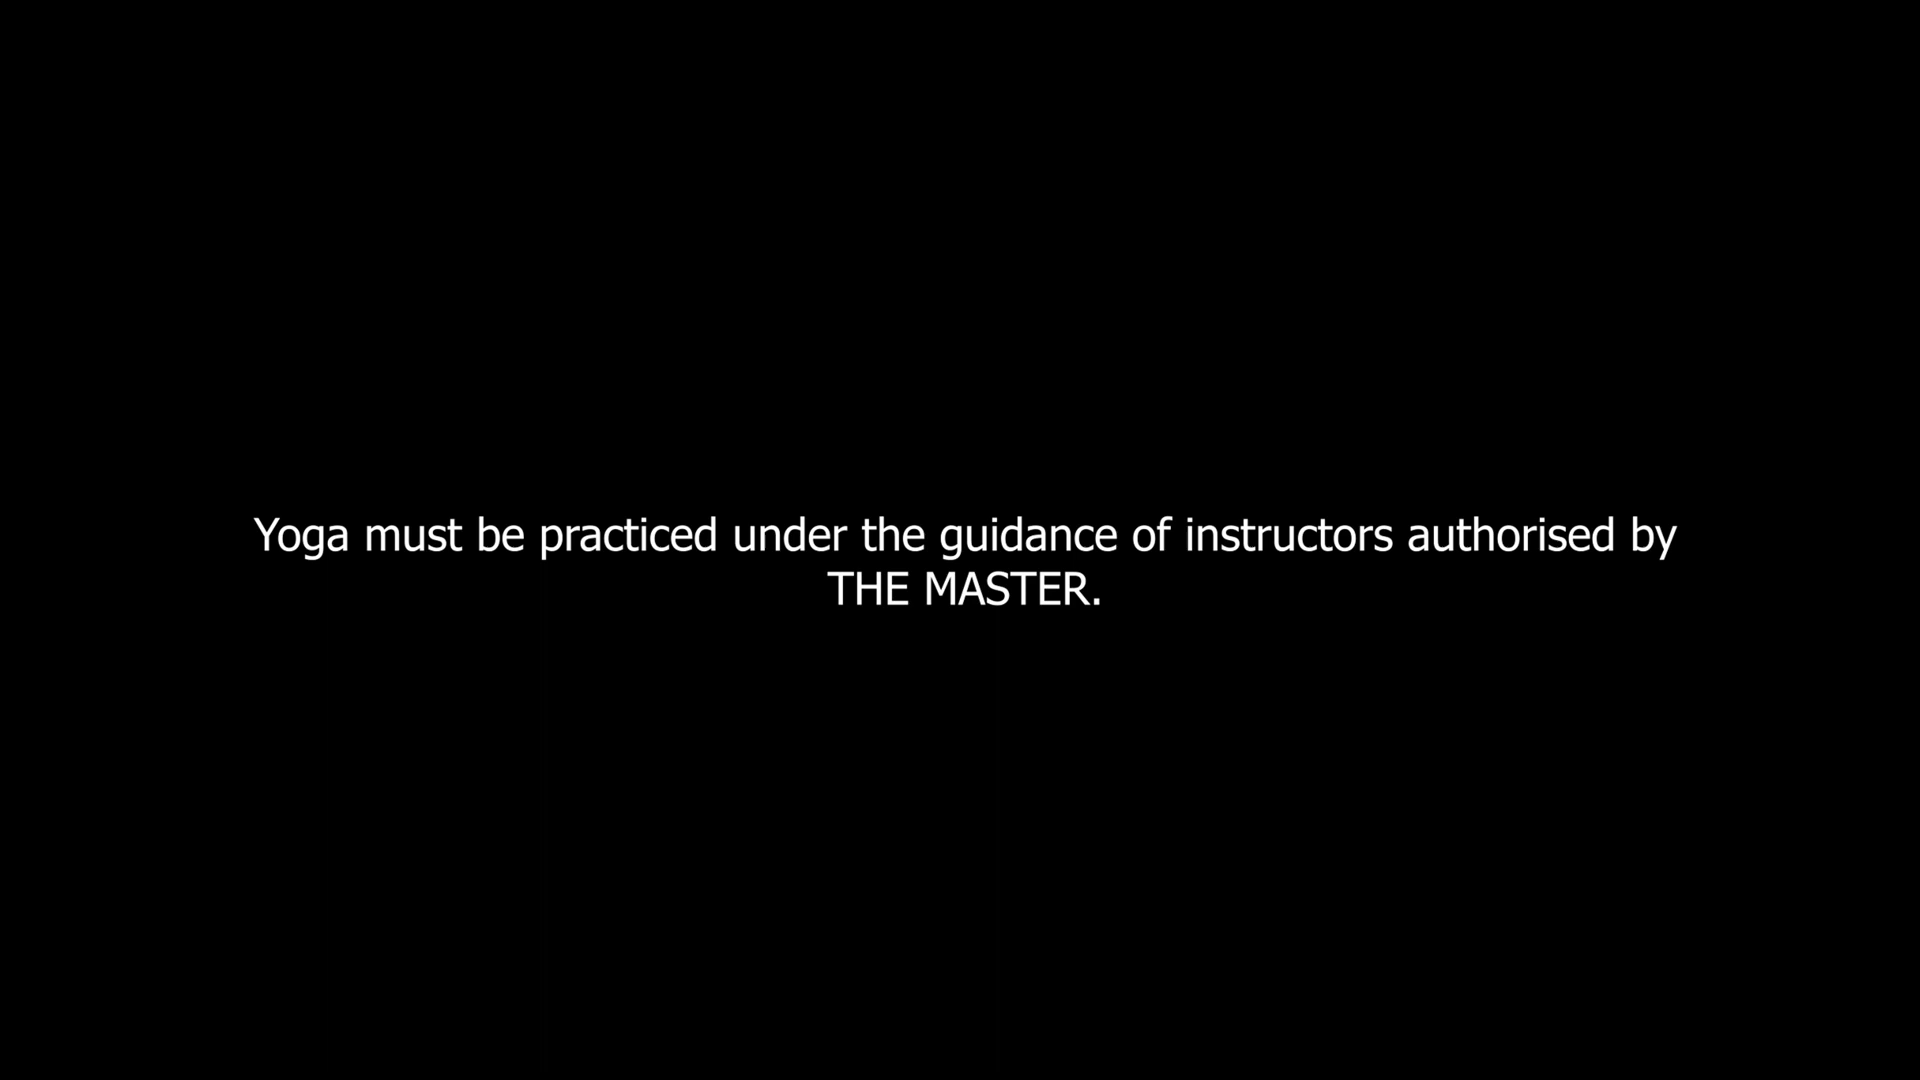 Yoga must be practiced under the guidance of instructors authorised by
THE MASTER.